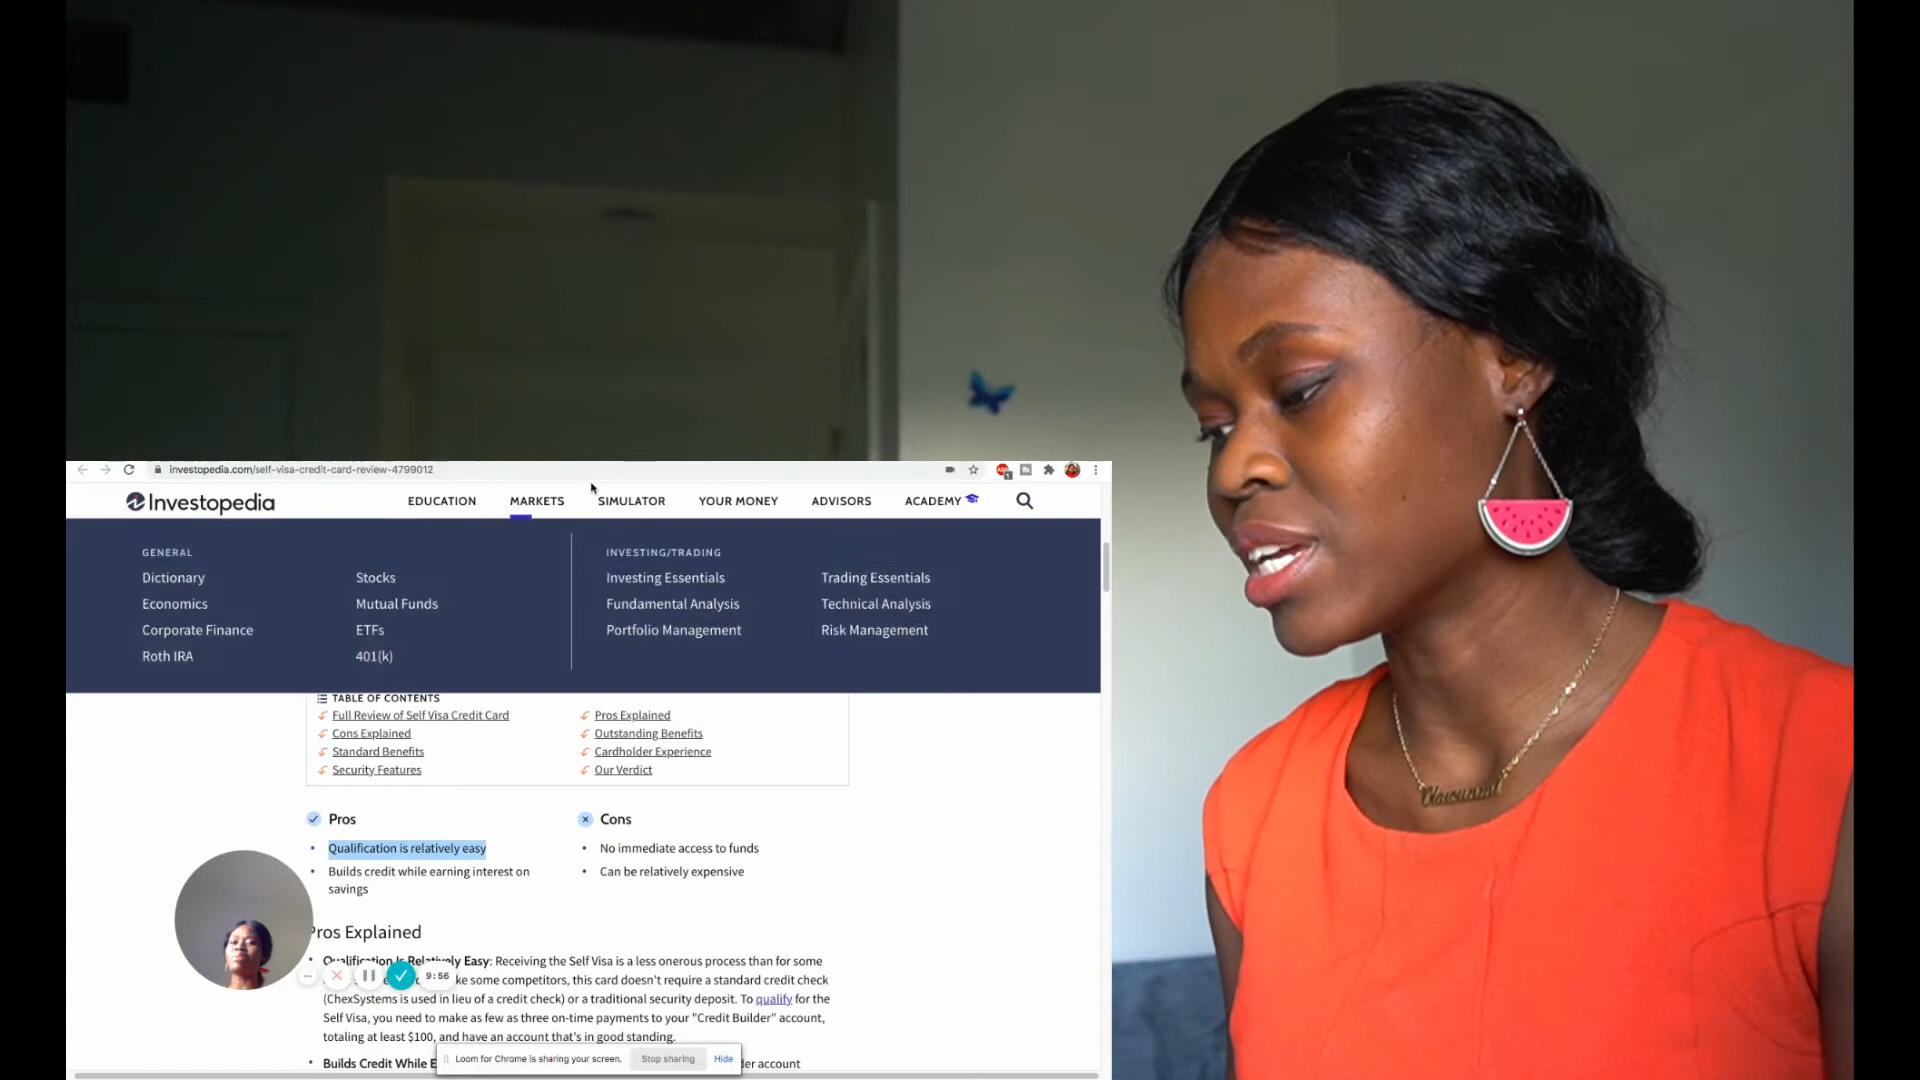 investopedia.com/self-visa-credit-card-review-4799012
Investopedia
EDUCATION MARKETS SIMULATOR YOUR MONEY ADVISORS ACADEMY
GENERAL
Dictionary Stocks
Economics Mutual Funds
Corporate Finance ETFs
Roth IRA 401(k)
INVESTING/TRADING
Investing Essentials Trading Essentials
Fundamental Analysis Technical Analysis
Portfolio Management Risk Management
TABLE OF CONTENTS
Full Review of Self Visa Credit Card Pros Explained
Cons Explained Outstanding Benefits
Standard Benefits Cardholder Experience
Security Features Our Verdict
Pros
Qualification is relatively easy
Builds credit while earning interest on
savings
Cons
No immediate access to funds
Can be relatively expensive
Pros Explained
Qualification Is Relatively Easy: Receiving the Self Visa is a less onerous process than for some
ke some competitors, this card doesn't require a standard credit check
(ChexSystems is used in lieu of a credit check) or a traditional security deposit. To qualify for the
Self Visa, you need to make as few as three on-time payments to your "Credit Builder" account,
totaling at least $100, and have an account that's in good standing.
Builds Credit While E der account
9:56
Loom for Chrome is sharing your screen. Stop sharing Hide